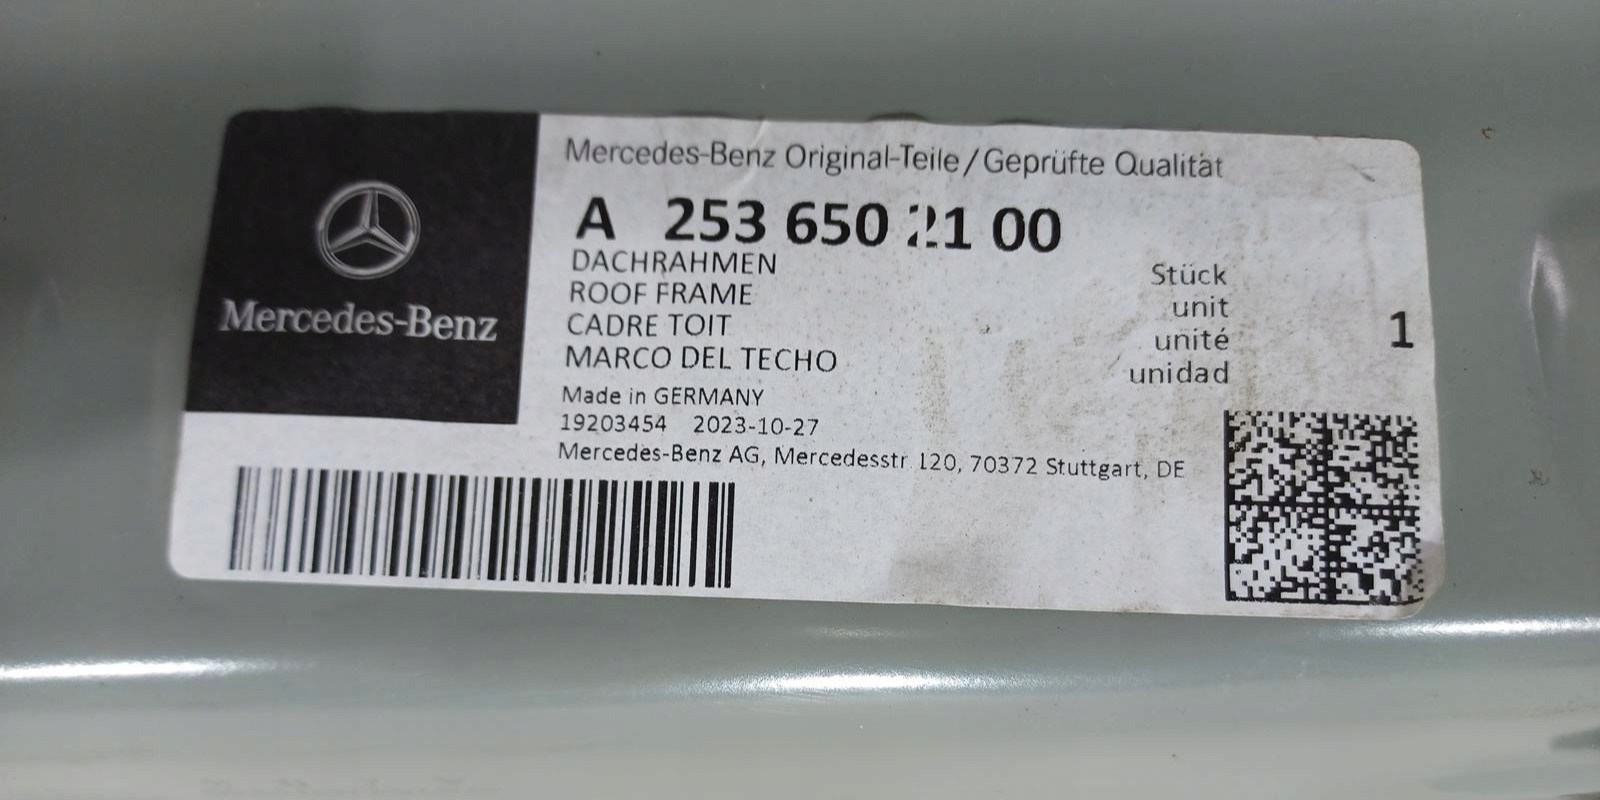 Mercedes-Benz Original-Teile/Geprüfte Qualität
A 253 650 21 00
DACHRAHMEN
ROOF FRAME
CADRE TOIT
MARCO DEL TECHO
Stück
unit
unité
unidad
1
Mercedes-Benz
Made in GERMANY
19203454 2023-10-27
Mercedes-Benz AG, Mercedesstr. 120, 70372 Stuttgart, DE